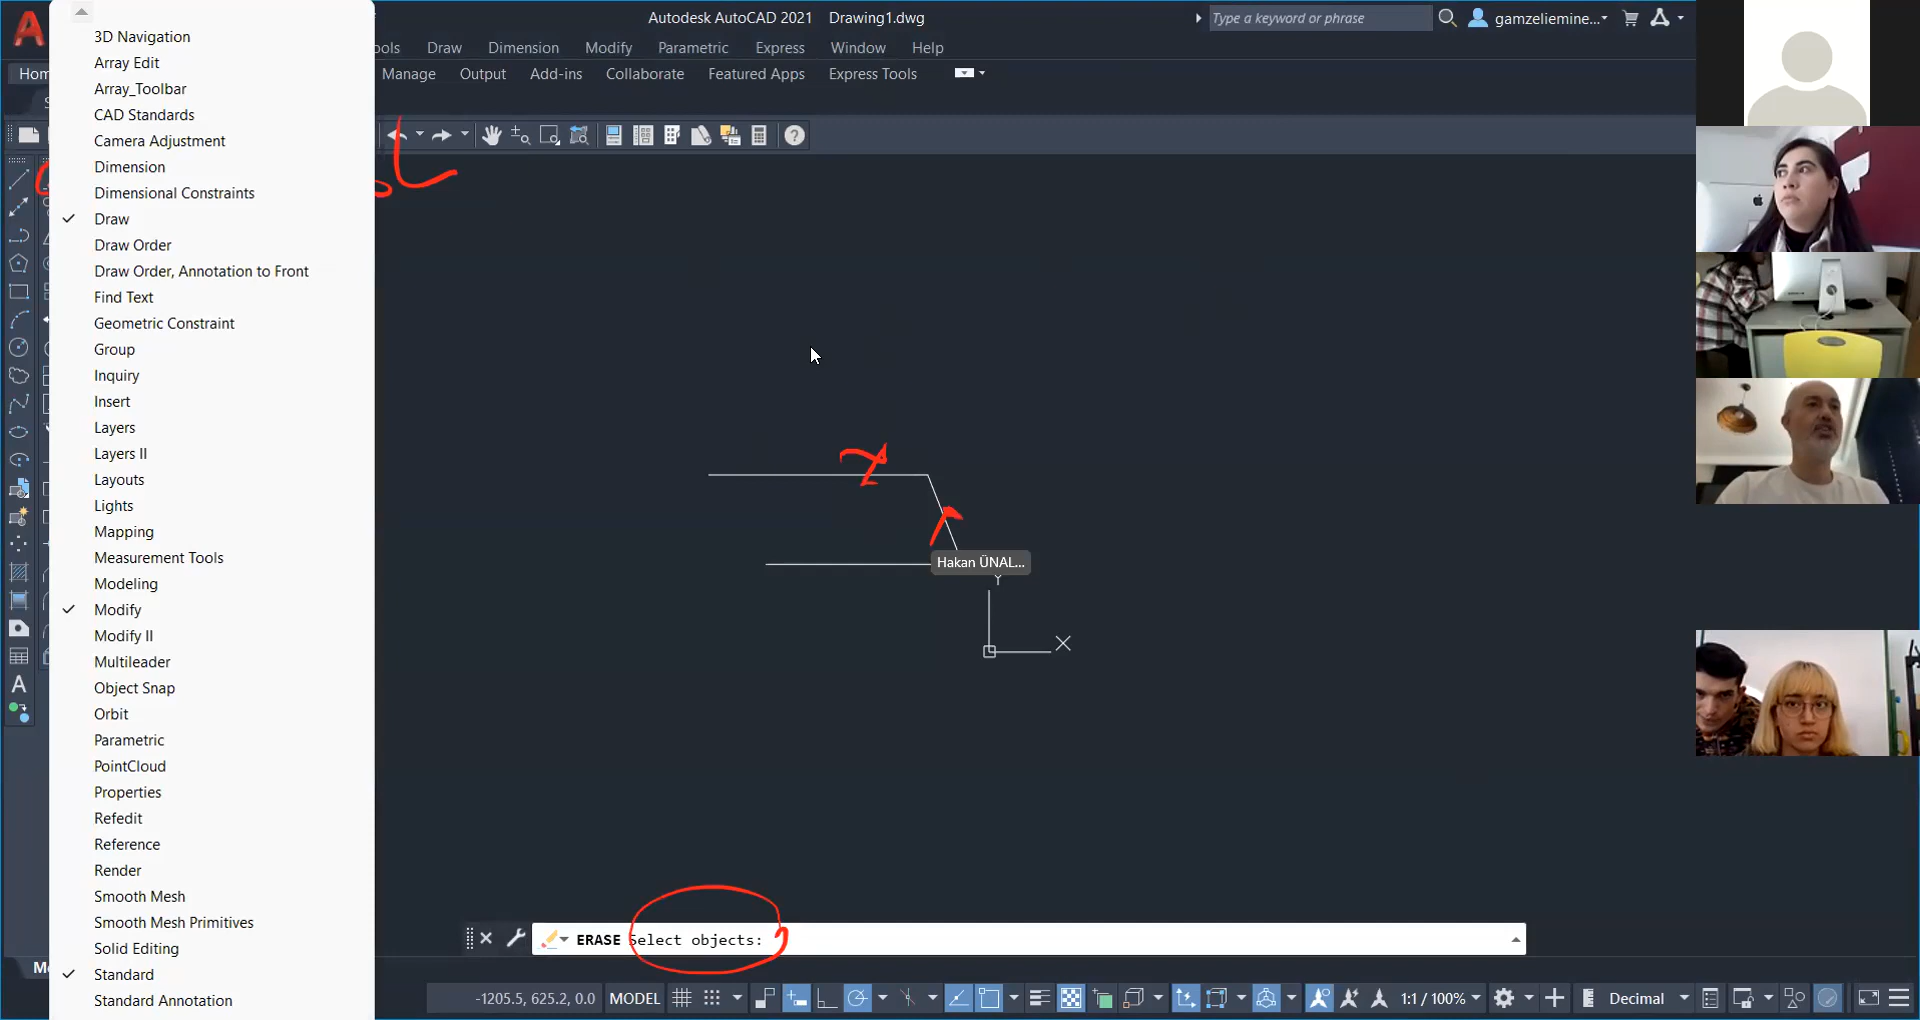 Autodesk AutoCAD 2021 Drawing1.dwg
Type a keyword or phrase
gamzeliemine...
ols Draw Dimension Modify Parametric Express Window Help
Hom
Manage Output Add-ins Collaborate Featured Apps Express Tools
3D Navigation
Array Edit
Array_Toolbar
CAD Standards
Camera Adjustment
Dimension
Dimensional Constraints
Draw
Draw Order
Draw Order, Annotation to Front
Find Text
Geometric Constraint
Group
Inquiry
Insert
Layers
Layers II
Layouts
Lights
Mapping
Measurement Tools
Modeling
Modify
Modify II
Multileader
Object Snap
Orbit
Parametric
PointCloud
Properties
Refedit
Reference
Render
Smooth Mesh
Smooth Mesh Primitives
Solid Editing
Standard
Standard Annotation
A
Hakan ÜNAL...
Y
X
ERASE Select objects:
Mo
-1205.5, 625.2, 0.0 MODEL 1:1 / 100% Decimal